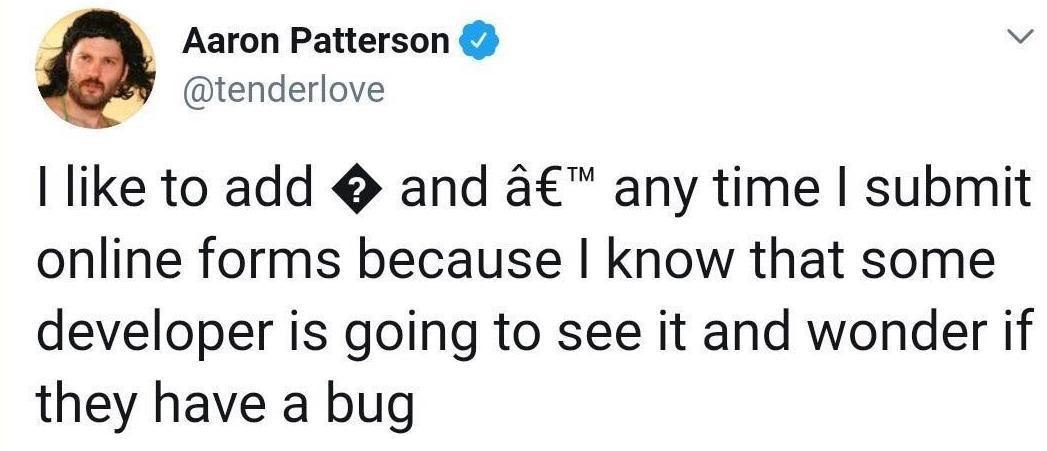 Aaron Patterson
@tenderlove
I like to add � and â€™ any time I submit
online forms because I know that some
developer is going to see it and wonder if
they have a bug